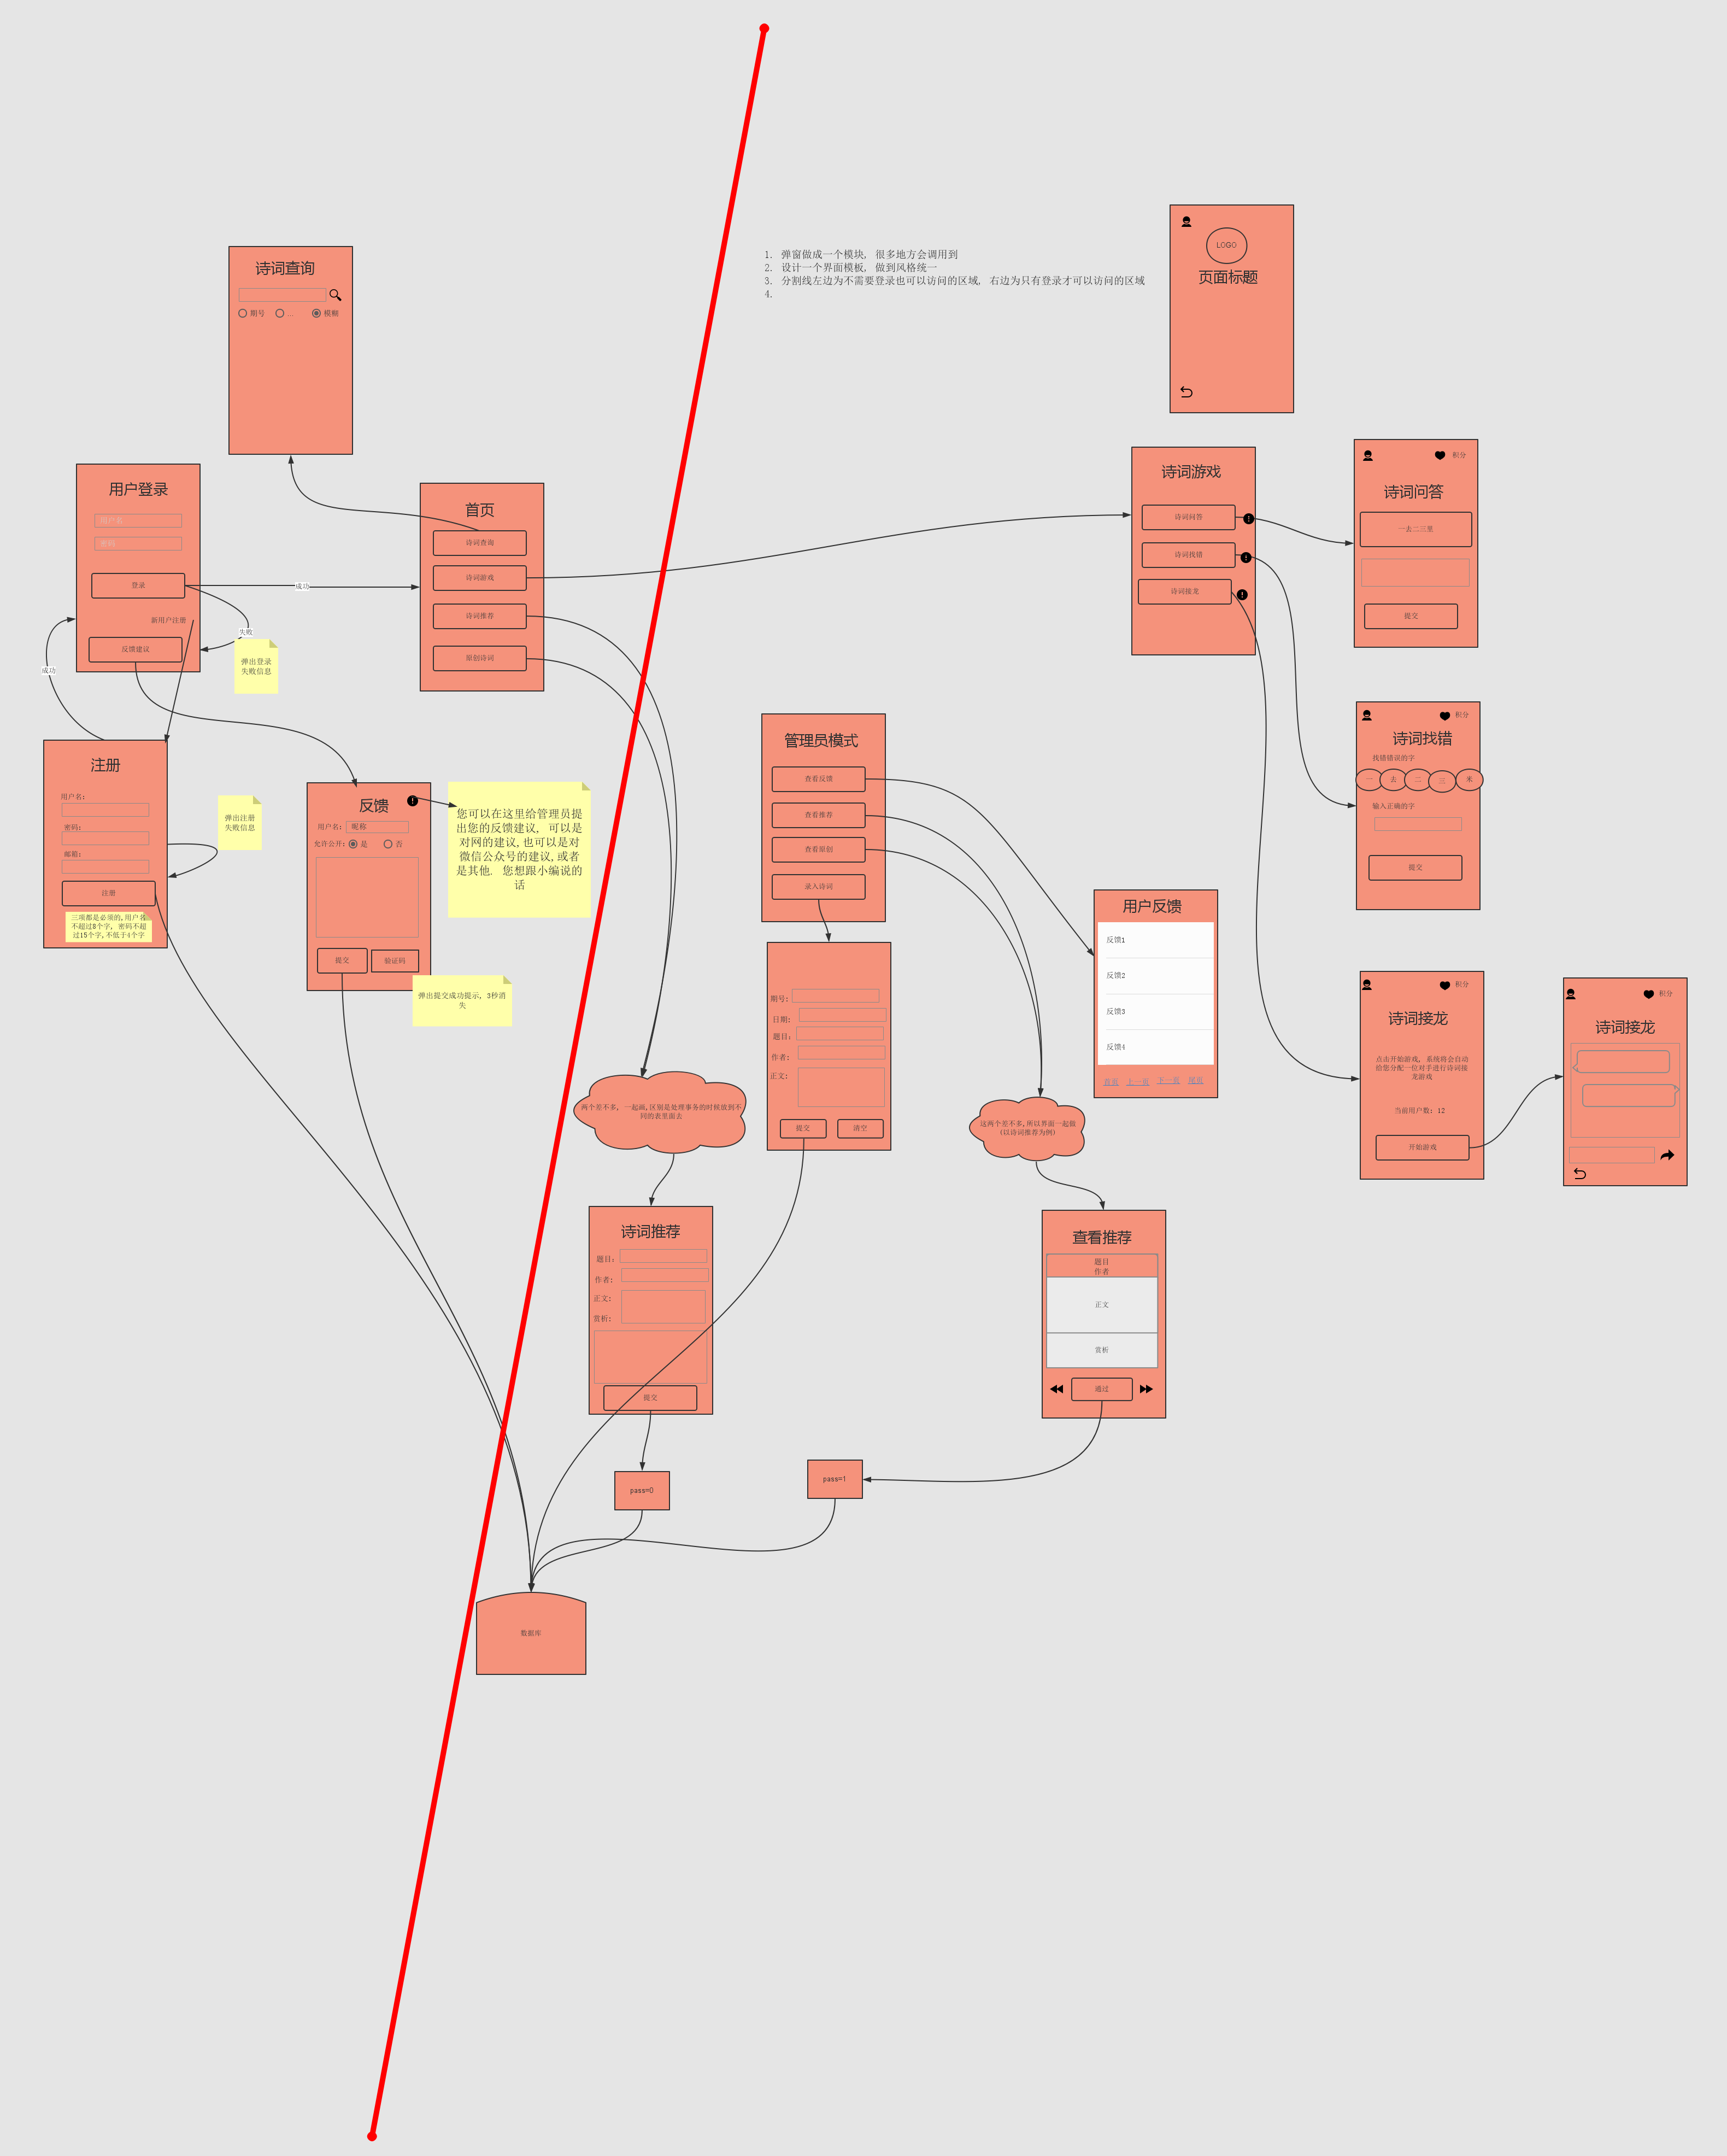 1. 弹窗做成一个模块, 很多地方会调用到
2. 设计一个界面模板, 做到风格统一
3. 分割线左边为不需要登录也可以访问的区域, 右边为只有登录才可以访问的区域
4.
LOGO
页面标题
诗词查询
期号
...
模糊
用户登录
用户名
密码
登录
新用户注册
反馈建议
成功
失败
弹出登录
失败信息
成功
首页
诗词查询
诗词游戏
诗词推荐
原创诗词
诗词游戏
诗词问答
诗词找错
诗词接龙
积分
诗词问答
一去二三里
提交
积分
诗词找错
找错错误的字
一
去
二
三
米
输入正确的字
提交
注册
用户名:
密码:
邮箱:
注册
三项都是必须的,用户名
不超过8个字, 密码不超
过15个字,不低于4个字
弹出注册
失败信息
反馈
用户名:
昵称
允许公开:
是
否
提交
验证码
您可以在这里给管理员提
出您的反馈建议, 可以是
对网的建议,也可以是对
微信公众号的建议,或者
是其他. 您想跟小编说的
话
弹出提交成功提示, 3秒消
失
管理员模式
查看反馈
查看推荐
查看原创
录入诗词
期号:
日期:
题目:
作者:
正文:
提交
清空
用户反馈
反馈1
反馈2
反馈3
反馈4
首页
上一页
下一页
尾页
积分
诗词接龙
点击开始游戏, 系统将会自动
给您分配一位对手进行诗词接
龙游戏
当前用户数: 12
开始游戏
积分
诗词接龙
两个差不多, 一起画,区别是处理事务的时候放到不
同的表里面去
这两个差不多,所以界面一起做
(以诗词推荐为例)
诗词推荐
题目:
作者:
正文:
赏析:
提交
查看推荐
题目
作者
正文
赏析
通过
pass=0
pass=1
数据库